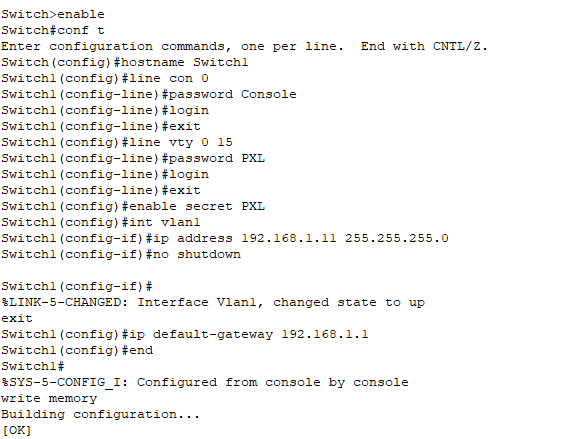 Switch>enable
Switch#conf t
Enter configuration commands, one per line.  End with CNTL/Z.
Switch(config)#hostname Switch1
Switch1(config)#line con 0
Switch1(config-line)#password Console
Switch1(config-line)#login
Switch1(config-line)#exit
Switch1(config)#line vty 0 15
Switch1(config-line)#password PXL
Switch1(config-line)#login
Switch1(config-line)#exit
Switch1(config)#enable secret PXL
Switch1(config)#int vlan1
Switch1(config-if)#ip address 192.168.1.11 255.255.255.0
Switch1(config-if)#no shutdown
Switch1(config-if)#
%LINK-5-CHANGED: Interface Vlan1, changed state to up
exit
Switch1(config)#ip default-gateway 192.168.1.1
Switch1(config)#end
Switch1#
%SYS-5-CONFIG_I: Configured from console by console
write memory
Building configuration...
[OK]